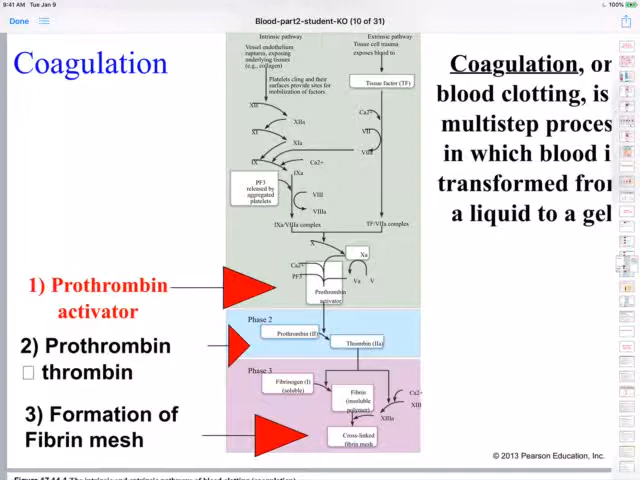 9:41 AM Tue Jan 9
100%
Done
Blood-part2-student-KO (10 of 31)
Coagulation
Intrinsic pathway
Vessel endothelium
ruptures, exposing
underlying tissues
(e.g., collagen)
Platelets cling and their
surfaces provide sites for
mobilization of factors.
XII
XIIa
XI
XIa
IX
Ca2+
IXa
PF3
released by
aggregated
platelets
VIII
VIIIa
IXa/VIIIa complex
Extrinsic pathway
Tissue cell trauma
exposes blood to
Tissue factor (TF)
Ca2+
VII
VIIa
TF/VIIa complex
X
Xa
Ca2+
PF3
Va V
Prothrombin
activator
Phase 2
Prothrombin (II)
Thrombin (IIa)
Phase 3
Fibrinogen (I)
(soluble)
Fibrin
(insoluble
polymer)
Ca2+
XIII
XIIIa
Cross-linked
fibrin mesh
1) Prothrombin
activator
2) Prothrombin
thrombin
3) Formation of
Fibrin mesh
Coagulation, or
blood clotting, is
multistep proces
in which blood i
transformed from
a liquid to a gel
© 2013 Pearson Education, Inc.